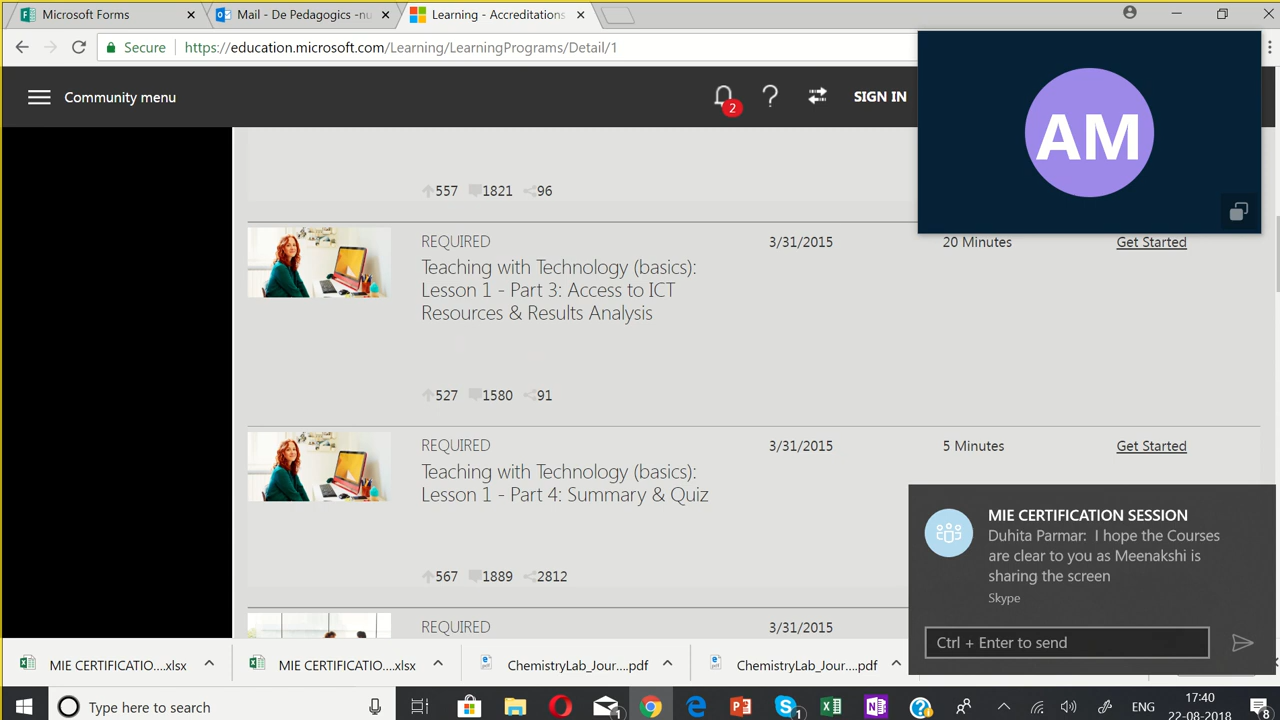 Microsoft Forms
Mail - De Pedagogics -nu
Learning - Accreditations
Secure
https://education.microsoft.com/Learning/LearningPrograms/Detail/1
Community menu
2
?
SIGN IN
AM
557 1821 96
REQUIRED
3/31/2015
20 Minutes
Get Started
Teaching with Technology (basics):
Lesson 1 - Part 3: Access to ICT
Resources & Results Analysis
527 1580 91
REQUIRED
3/31/2015
5 Minutes
Get Started
Teaching with Technology (basics):
Lesson 1 - Part 4: Summary & Quiz
567 1889 2812
REQUIRED
3/31/2015
MIE CERTIFICATION SESSION
Duhita Parmar: I hope the Courses
are clear to you as Meenakshi is
sharing the screen
Skype
Ctrl + Enter to send
MIE CERTIFICATIO....xlsx
MIE CERTIFICATIO....xlsx
ChemistryLab_Jour....pdf
ChemistryLab_Jour....pdf
Type here to search
1
1
ENG
17:40
22-08-2018
8